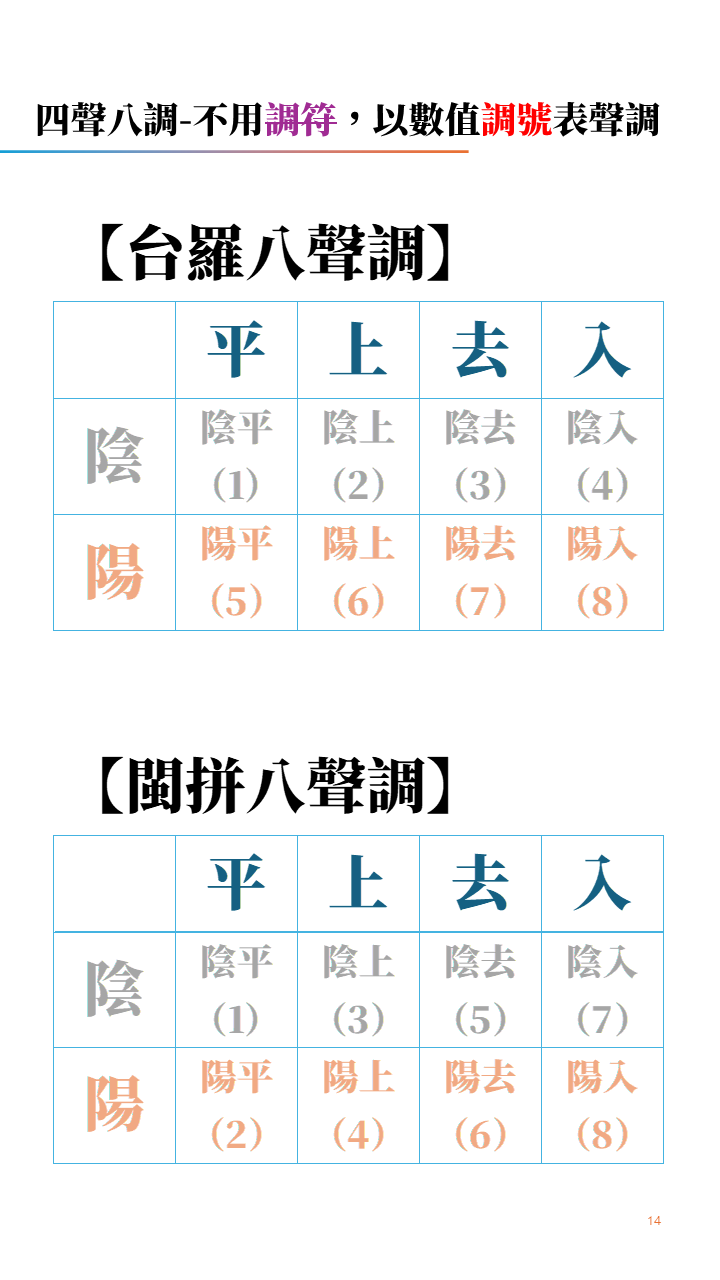 四聲八調-不用調符，以數值調號表聲調
【台羅八聲調】
平 上 去 入
陰 陰平 陰上 陰去 陰入
(1) (2) (3) (4)
陽 陽平 陽上 陽去 陽入
(5) (6) (7) (8)
【閩拼八聲調】
平 上 去 入
陰 陰平 陰上 陰去 陰入
(1) (3) (5) (7)
陽 陽平 陽上 陽去 陽入
(2) (4) (6) (8)
14